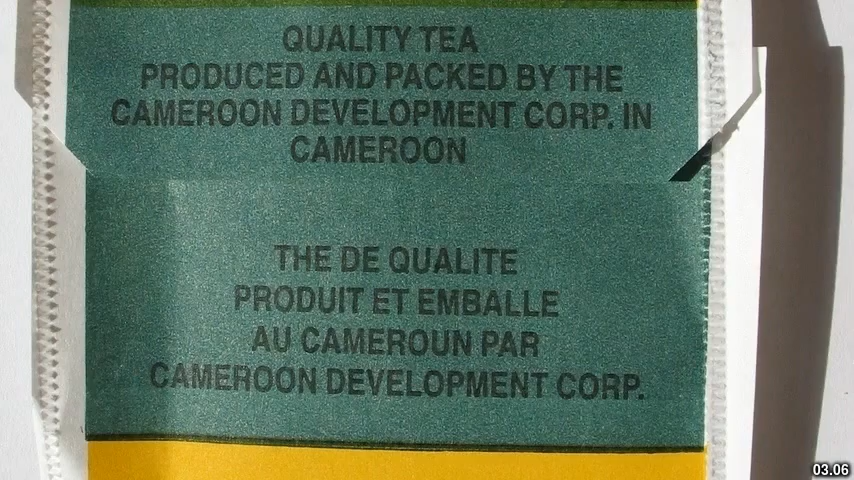 QUALITY TEA
PRODUCED AND PACKED BY THE
CAMEROON DEVELOPMENT CORP. IN
CAMEROON
THE DE QUALITE
PRODUIT ET EMBALLE
AU CAMEROUN PAR
CAMEROON DEVELOPMENT CORP.
03.06